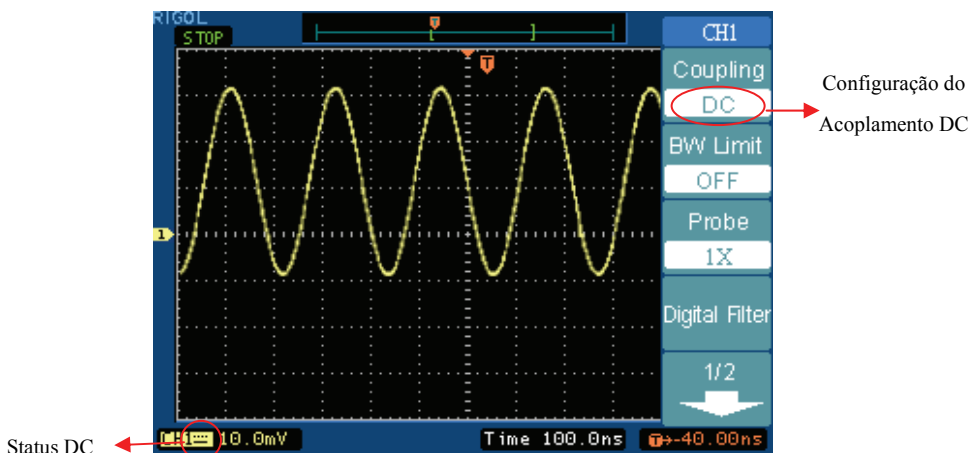 RIGOL
STOP
T
CH1
T
Coupling
DC
Configuração do
Acoplamento DC
BW Limit
OFF
Probe
1
1X
Digital Filter
1/2
Status DC
CH1 10.0mV
Time 100.0ns
T→-40.00ns